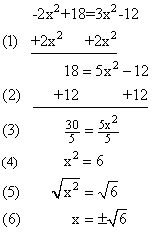 -2x²+18=3x²-12
(1) +2x² +2x²
18 = 5x² – 12
(2) +12 +12
(3) 30/5 = 5x²/5
(4) x² = 6
(5) √x² = √6
(6) x = ±√6